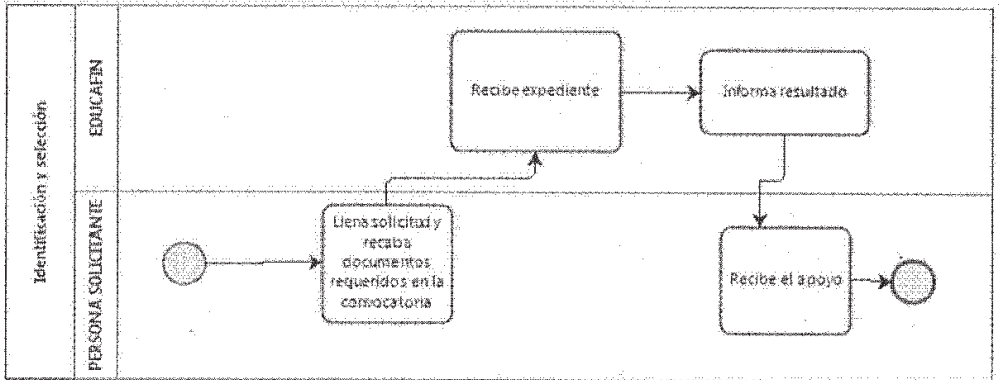 Identificación y selección
EDUCAFIN
Recibe expediente
Informa resultado
PERSONA SOLICITANTE
Llena solicitud y
recaba
documentos
requeridos en la
convocatoria
Recibe el apoyo